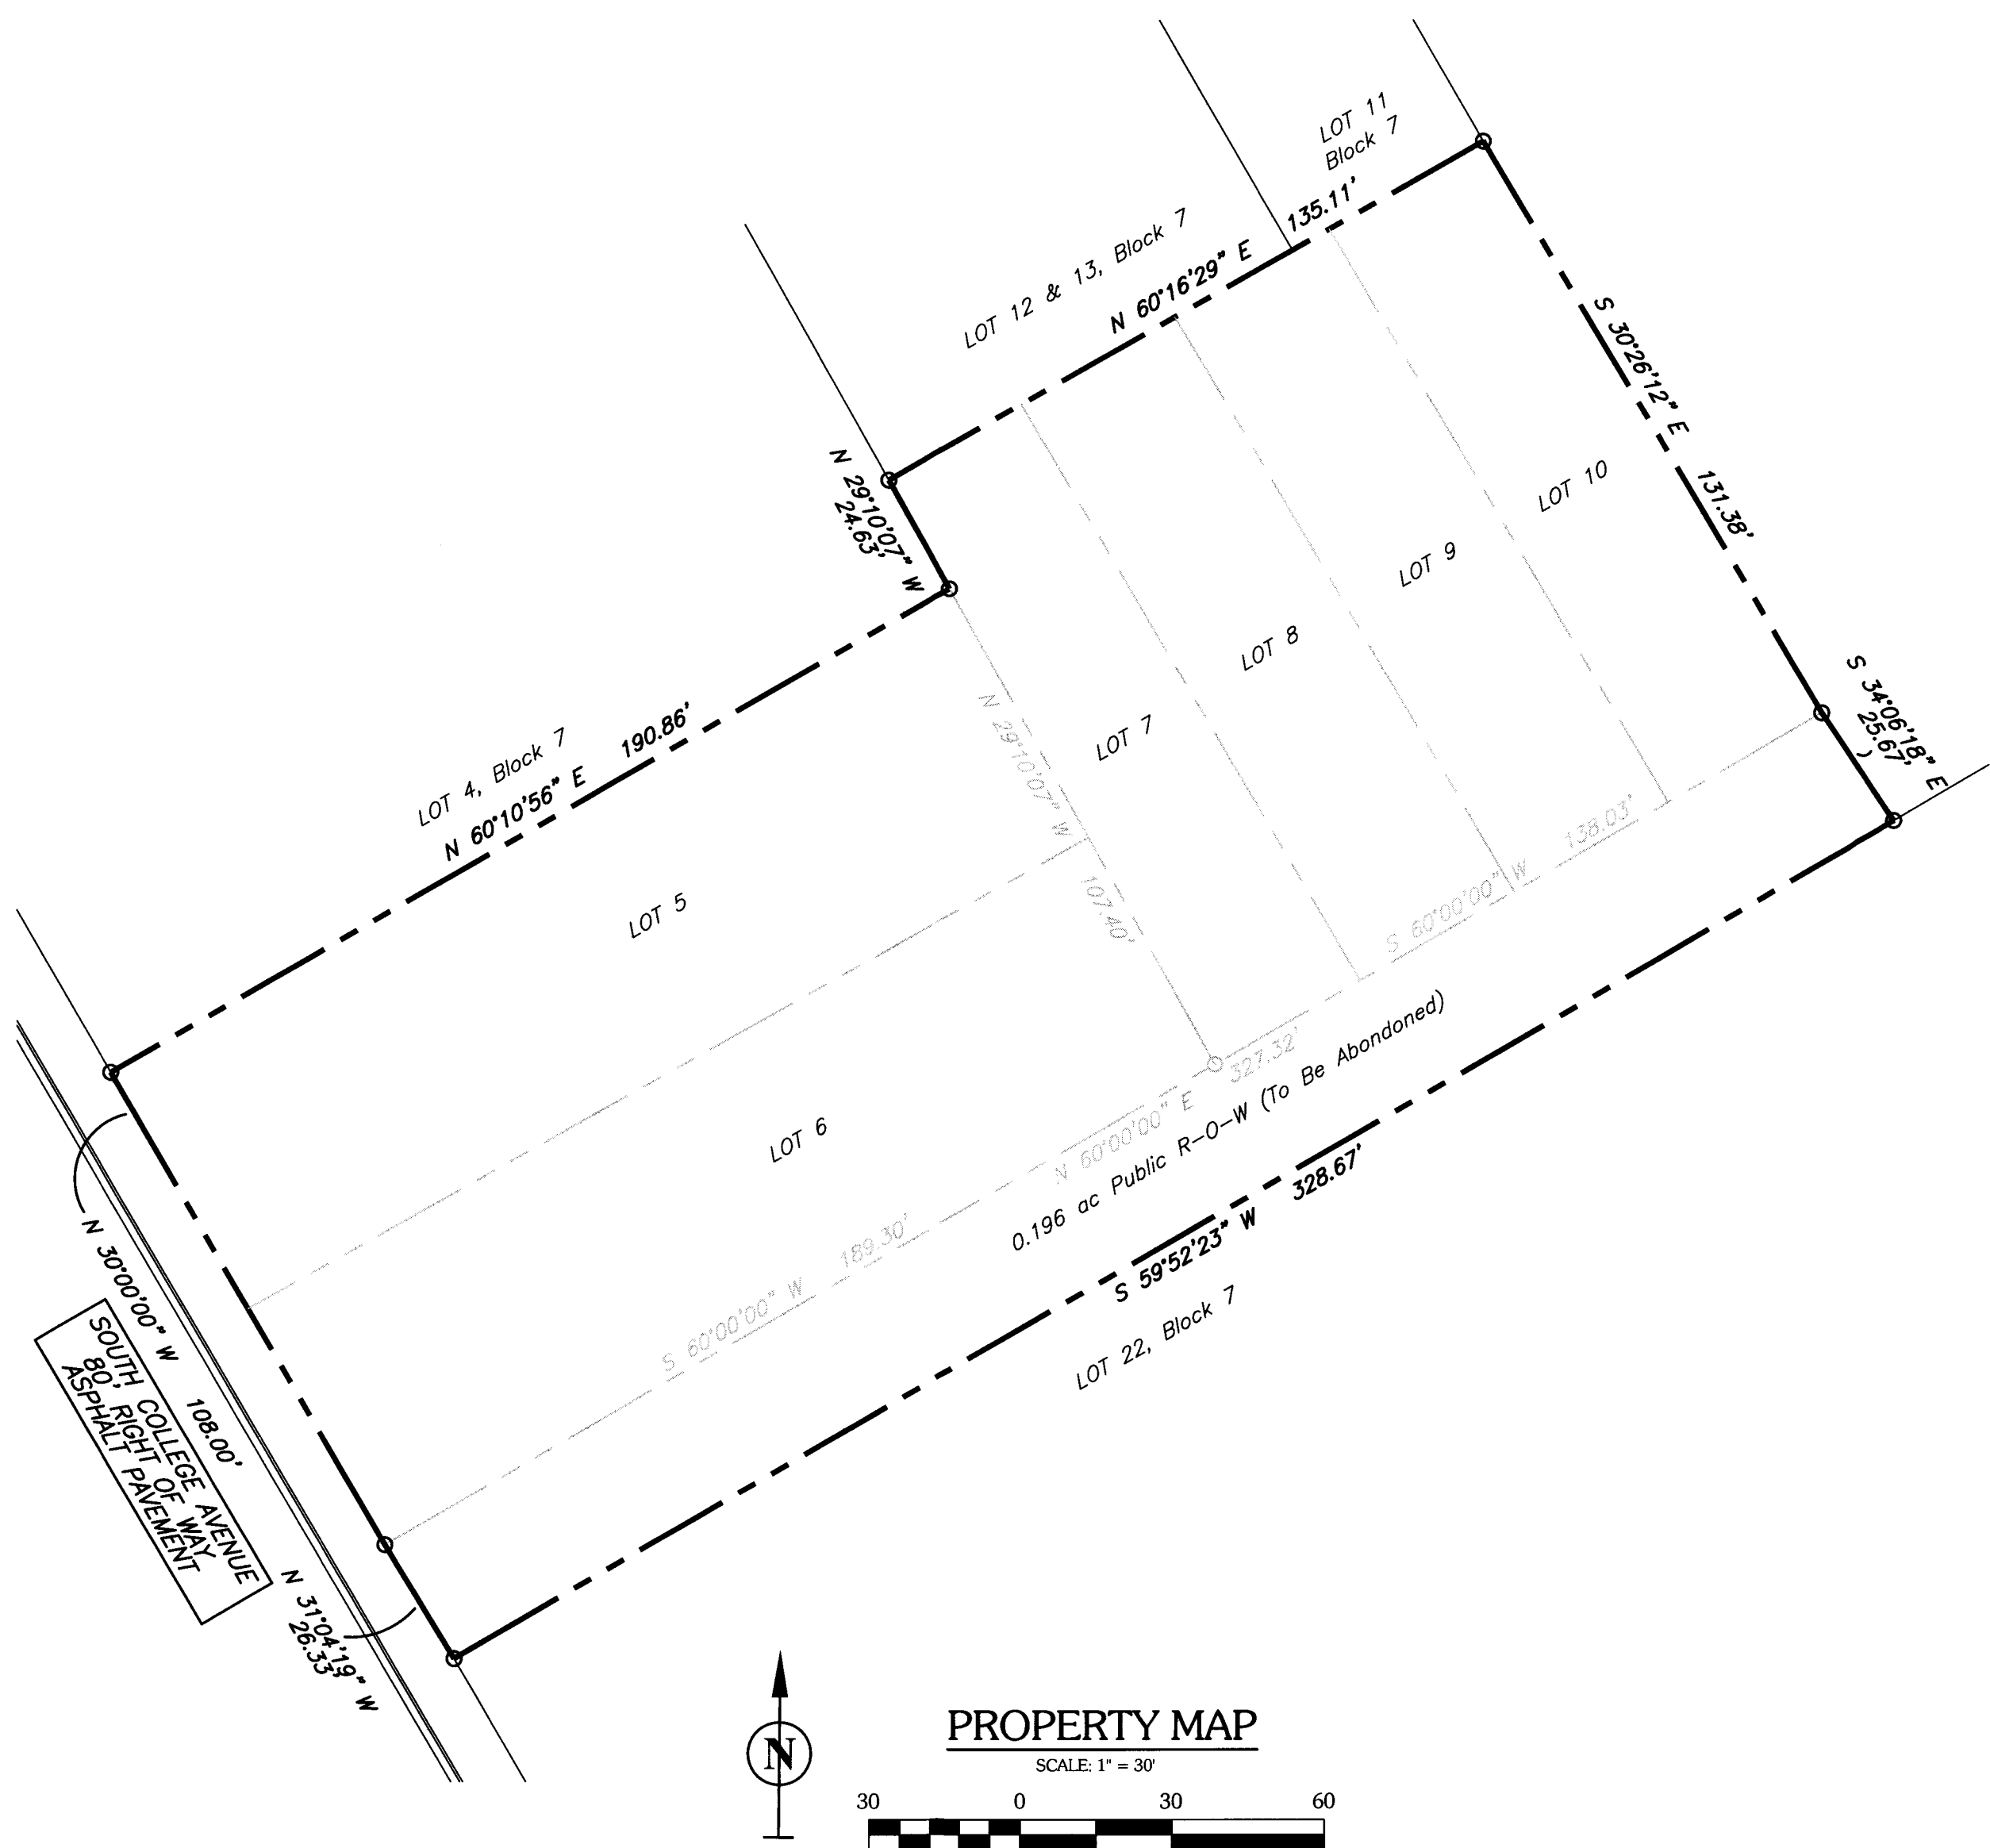 LOT 11
Block 7
135.11'
LOT 12 & 13, Block 7
N 60°16'29" E
S 30°26'12" E
131.38'
N 29°10'07" W
24.63'
LOT 10
LOT 9
LOT 8
LOT 7
S 34°06'18" E
25.67'
)
LOT 4, Block 7
190.86'
N 60°10'56" E
N 29°10'07" W
107.40'
138.03'
S 60°00'00" W
LOT 5
LOT 6
327.32'
N 60°00'00" E
0.196 ac Public R-O-W (To Be Abondoned)
S 60°00'00" W
189.30'
328.67'
S 59°52'23" W
LOT 22, Block 7
N 30°00'00" W
108.00'
SOUTH COLLEGE AVENUE
80' RIGHT OF WAY
ASPHALT PAVEMENT
N 31°04'19" W
26.33'
N
PROPERTY MAP
SCALE: 1" = 30'
30 0 30 60